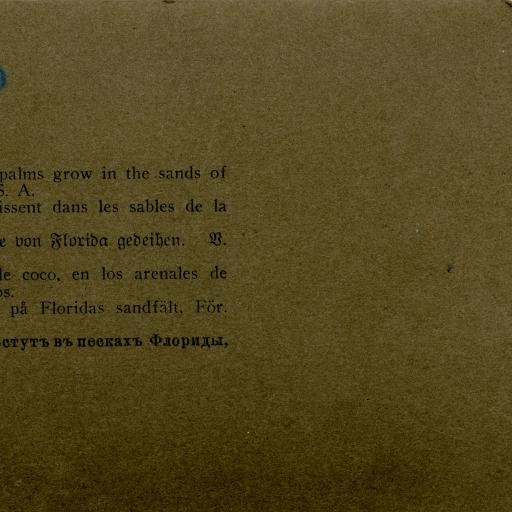 palms grow in the sands of
S. A.
issent dans les sables de la
e von Florida gedeihen. V.
de coco, en los arenales de
os.
på Floridas sandfält, För.
стутъ въ пескахъ Флориды,